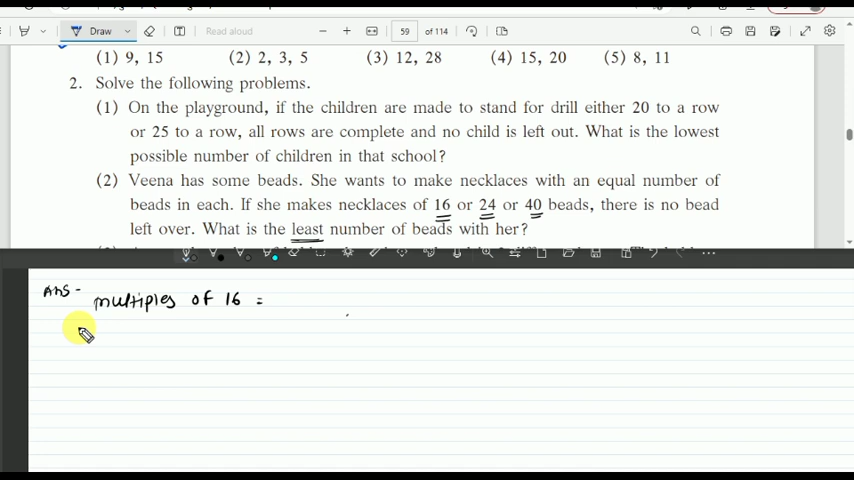 Draw
Read aloud
59
of 114
(1) 9, 15 (2) 2, 3, 5 (3) 12, 28 (4) 15, 20 (5) 8, 11
2. Solve the following problems.
(1) On the playground, if the children are made to stand for drill either 20 to a row
or 25 to a row, all rows are complete and no child is left out. What is the lowest
possible number of children in that school?
(2) Veena has some beads. She wants to make necklaces with an equal number of
beads in each. If she makes necklaces of 16 or 24 or 40 beads, there is no bead
left over. What is the least number of beads with her?
Ans - multiples of 16 =